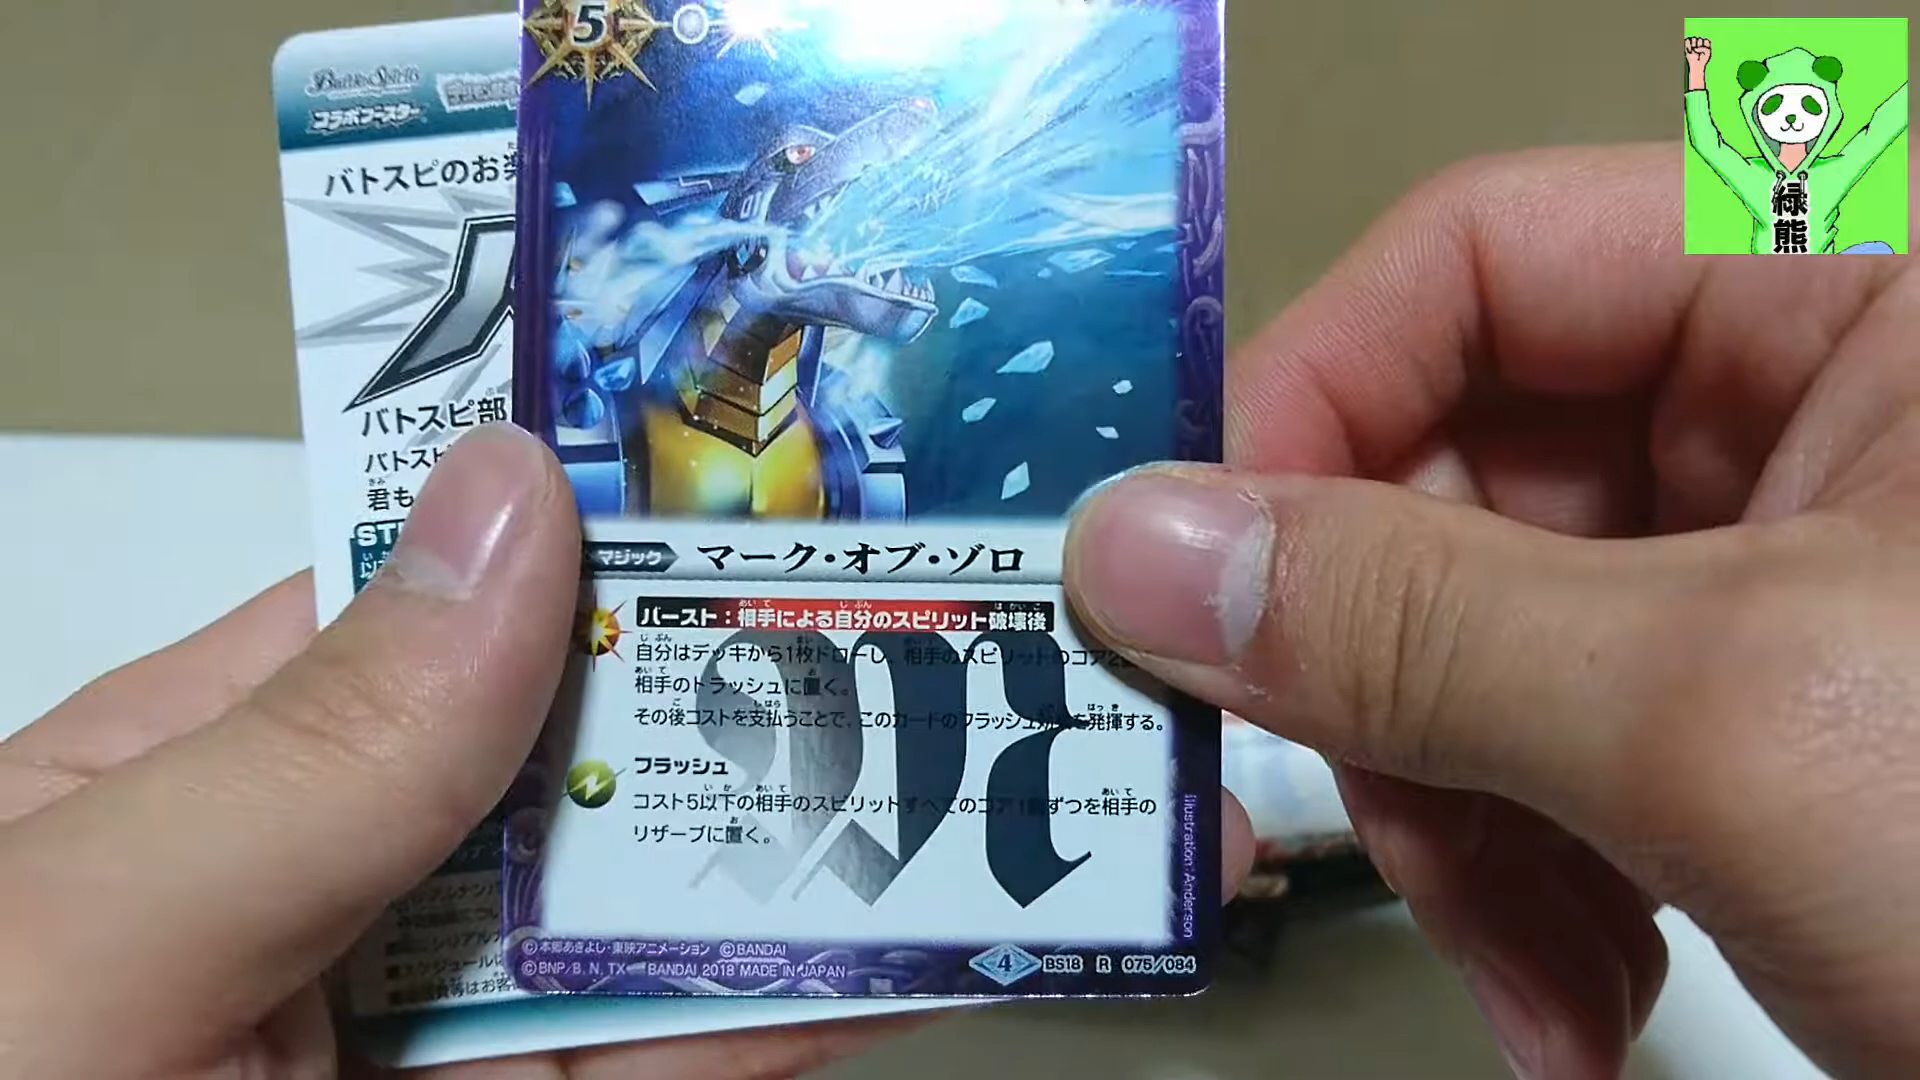 5
Battle Spirits
コラボブースター
緑熊
バトスピのお楽
バトスピ部
バトスピ
君も
マジック
マーク・オブ・ゾロ
バースト：相手による自分のスピリット破壊後
自分はデッキから1枚ドローし、相手のスピリットのコア2
相手のトラッシュに置く。
その後コストを支払うことで、このカードのフラッシュ効果を発揮する。
フラッシュ
コスト5以下の相手のスピリットすべてのコア1個ずつを相手の
リザーブに置く。
Illustration: Anderson
©本郷あきよし・東映アニメーション ©BANDAI
©BNP/B, N, TX BANDAI 2018 MADE IN JAPAN
4 BS18 R 075/084